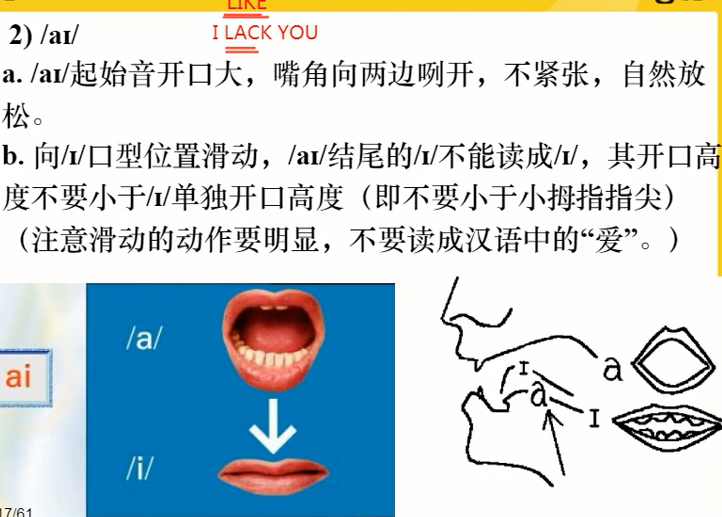 LIKE
2) /aɪ/
I LACK YOU
a. /aɪ/起始音开口大，嘴角向两边咧开，不紧张，自然放
松。
b. 向/ɪ/口型位置滑动，/aɪ/结尾的/ɪ/不能读成/ɪ/，其开口高
度不要小于/ɪ/单独开口高度（即不要小于小拇指指尖）
（注意滑动的动作要明显，不要读成汉语中的“爱”。）
ai
/a/
/i/
I
a
a
I
17/61